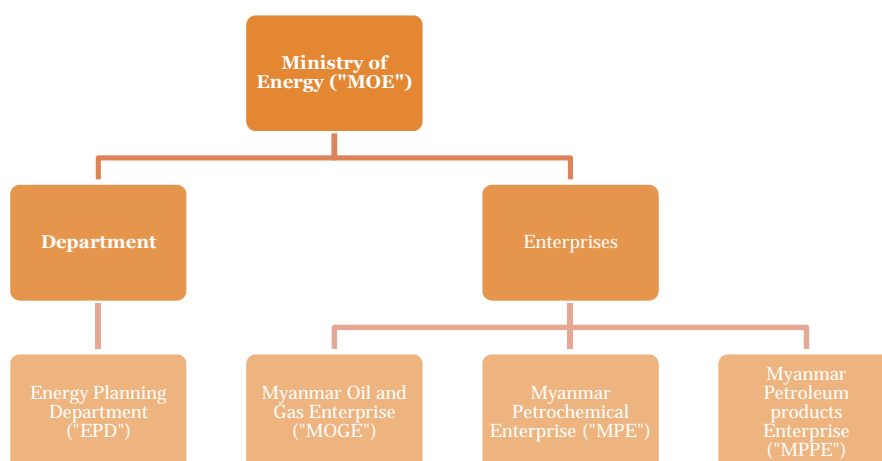 Ministry of
Energy ("MOE")
Department
Enterprises
Energy Planning
Department
("EPD")
Myanmar Oil and
Gas Enterprise
("MOGE")
Myanmar
Petrochemical
Enterprise ("MPE")
Myanmar
Petroleum
products
Enterprise
("MPPE")